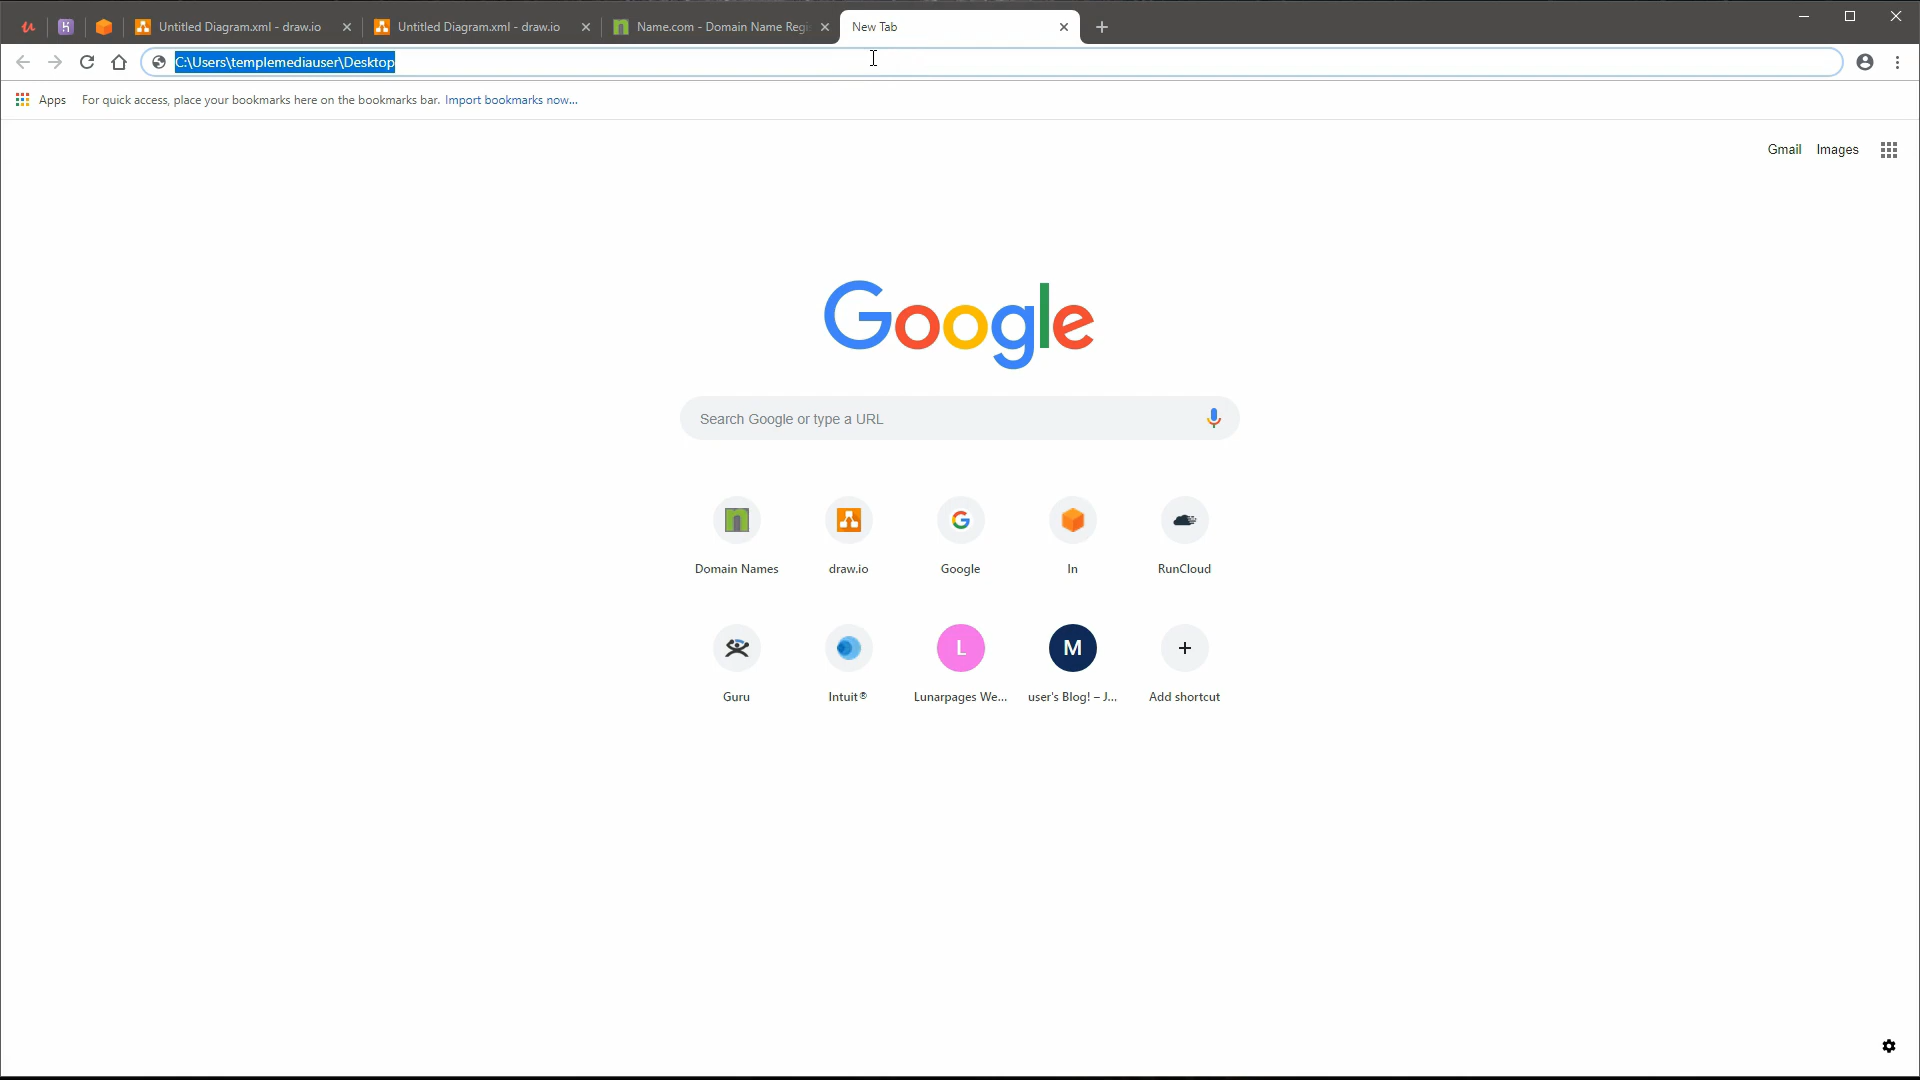 Untitled Diagram.xml - draw.io
Untitled Diagram.xml - draw.io
Name.com - Domain Name Regi
New Tab
C:\Users\templemediauser\Desktop
Apps
For quick access, place your bookmarks here on the bookmarks bar. Import bookmarks now...
Gmail
Images
Google
Search Google or type a URL
Domain Names
draw.io
Google
In
RunCloud
L
M
Guru
Intuit®
Lunarpages We...
user's Blog! – J...
Add shortcut